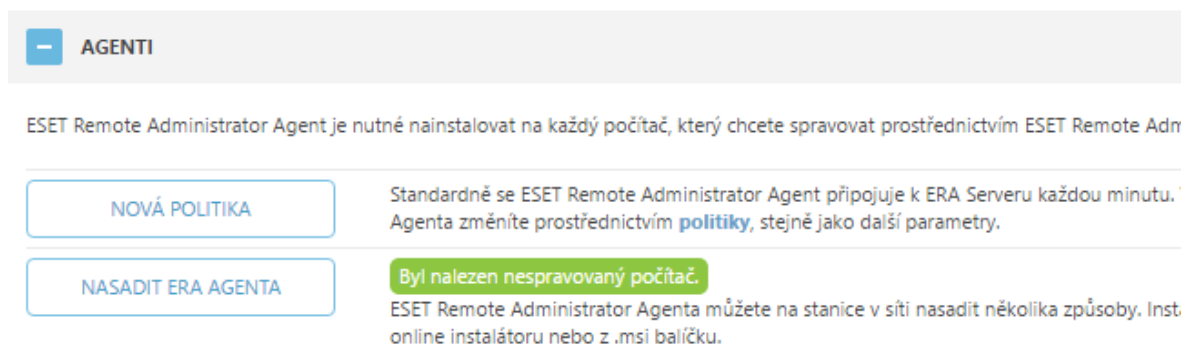 AGENTI
ESET Remote Administrator Agent je nutné nainstalovat na každý počítač, který chcete spravovat prostřednictvím ESET Remote
NOVÁ POLITIKA
Standardně se ESET Remote Administrator Agent připojuje k ERA Serveru každou minutu.
Agenta změníte prostřednictvím politiky, stejně jako další parametry.
NASADIT ERA AGENTA
Byl nalezen nespravovaný počítač.
ESET Remote Administrator Agenta můžete na stanice v síti nasadit několika způsoby.
online instalátoru nebo z .msi balíčku.